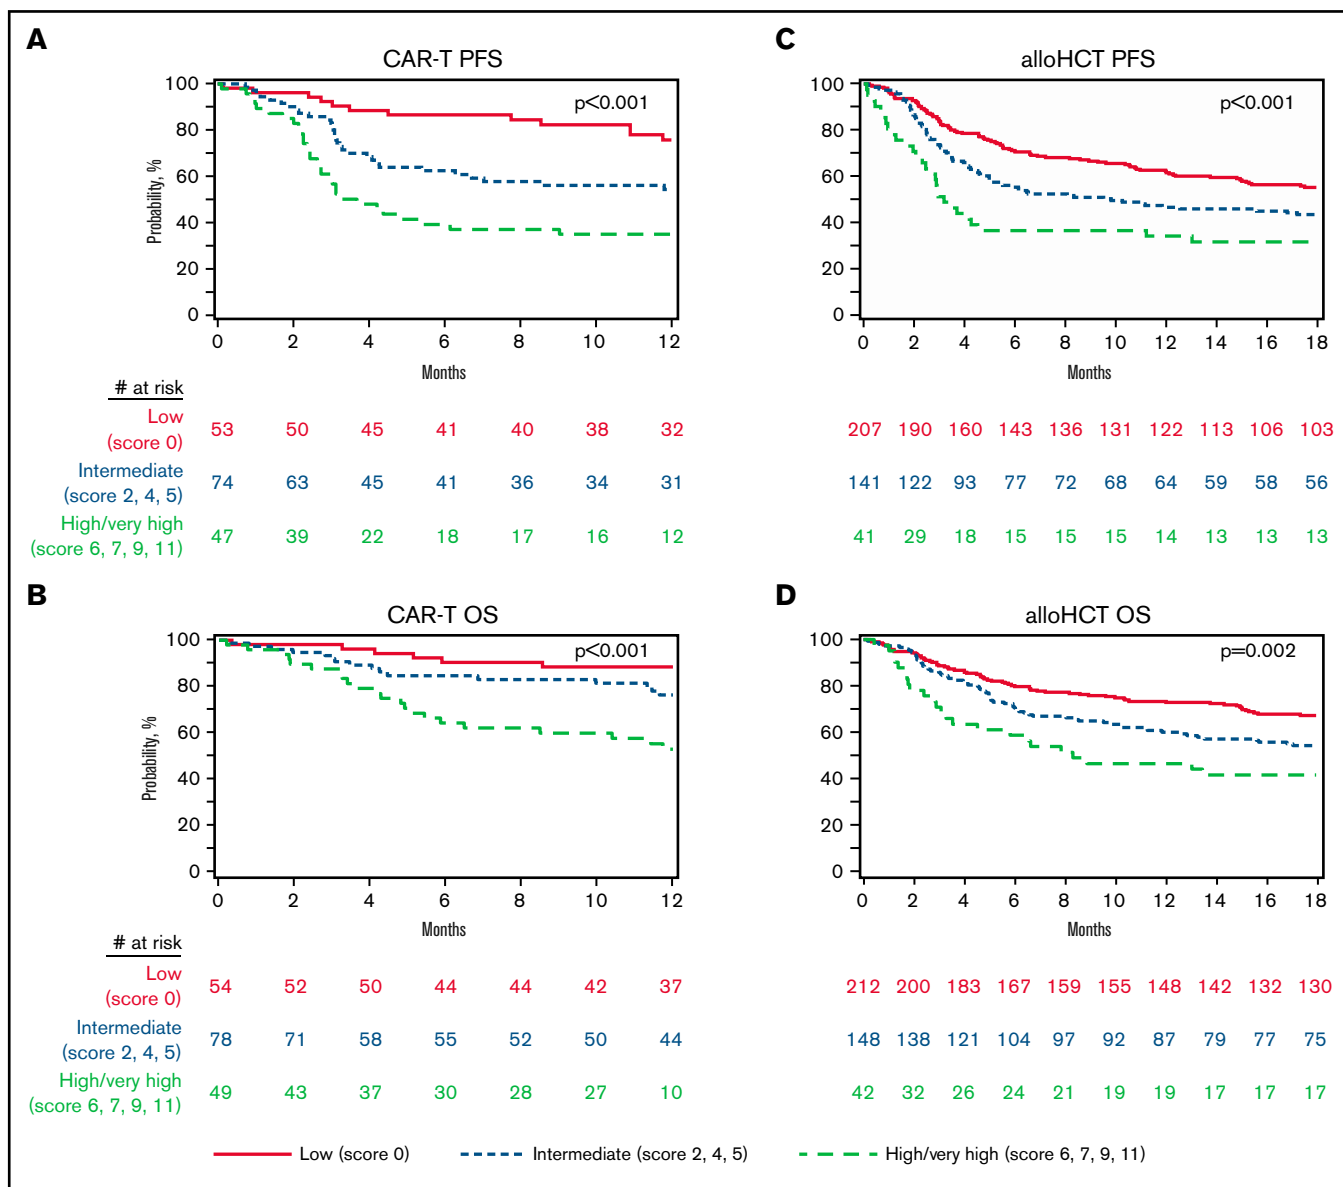 A
CAR-T PFS
p<0.001
Probability, %
100
80
60
40
20
0
0 2 4 6 8 10 12
Months
# at risk
Low
(score 0)
53 50 45 41 40 38 32
Intermediate
(score 2, 4, 5)
74 63 45 41 36 34 31
High/very high
(score 6, 7, 9, 11)
47 39 22 18 17 16 12
C
alloHCT PFS
p<0.001
100
80
60
40
20
0
0 2 4 6 8 10 12 14 16 18
Months
207 190 160 143 136 131 122 113 106 103
141 122 93 77 72 68 64 59 58 56
41 29 18 15 15 15 14 13 13 13
B
CAR-T OS
p<0.001
Probability, %
100
80
60
40
20
0
0 2 4 6 8 10 12
Months
# at risk
Low
(score 0)
54 52 50 44 44 42 37
Intermediate
(score 2, 4, 5)
78 71 58 55 52 50 44
High/very high
(score 6, 7, 9, 11)
49 43 37 30 28 27 10
D
alloHCT OS
p=0.002
100
80
60
40
20
0
0 2 4 6 8 10 12 14 16 18
Months
212 200 183 167 159 155 148 142 132 130
148 138 121 104 97 92 87 79 77 75
42 32 26 24 21 19 19 17 17 17
Low (score 0) Intermediate (score 2, 4, 5) High/very high (score 6, 7, 9, 11)